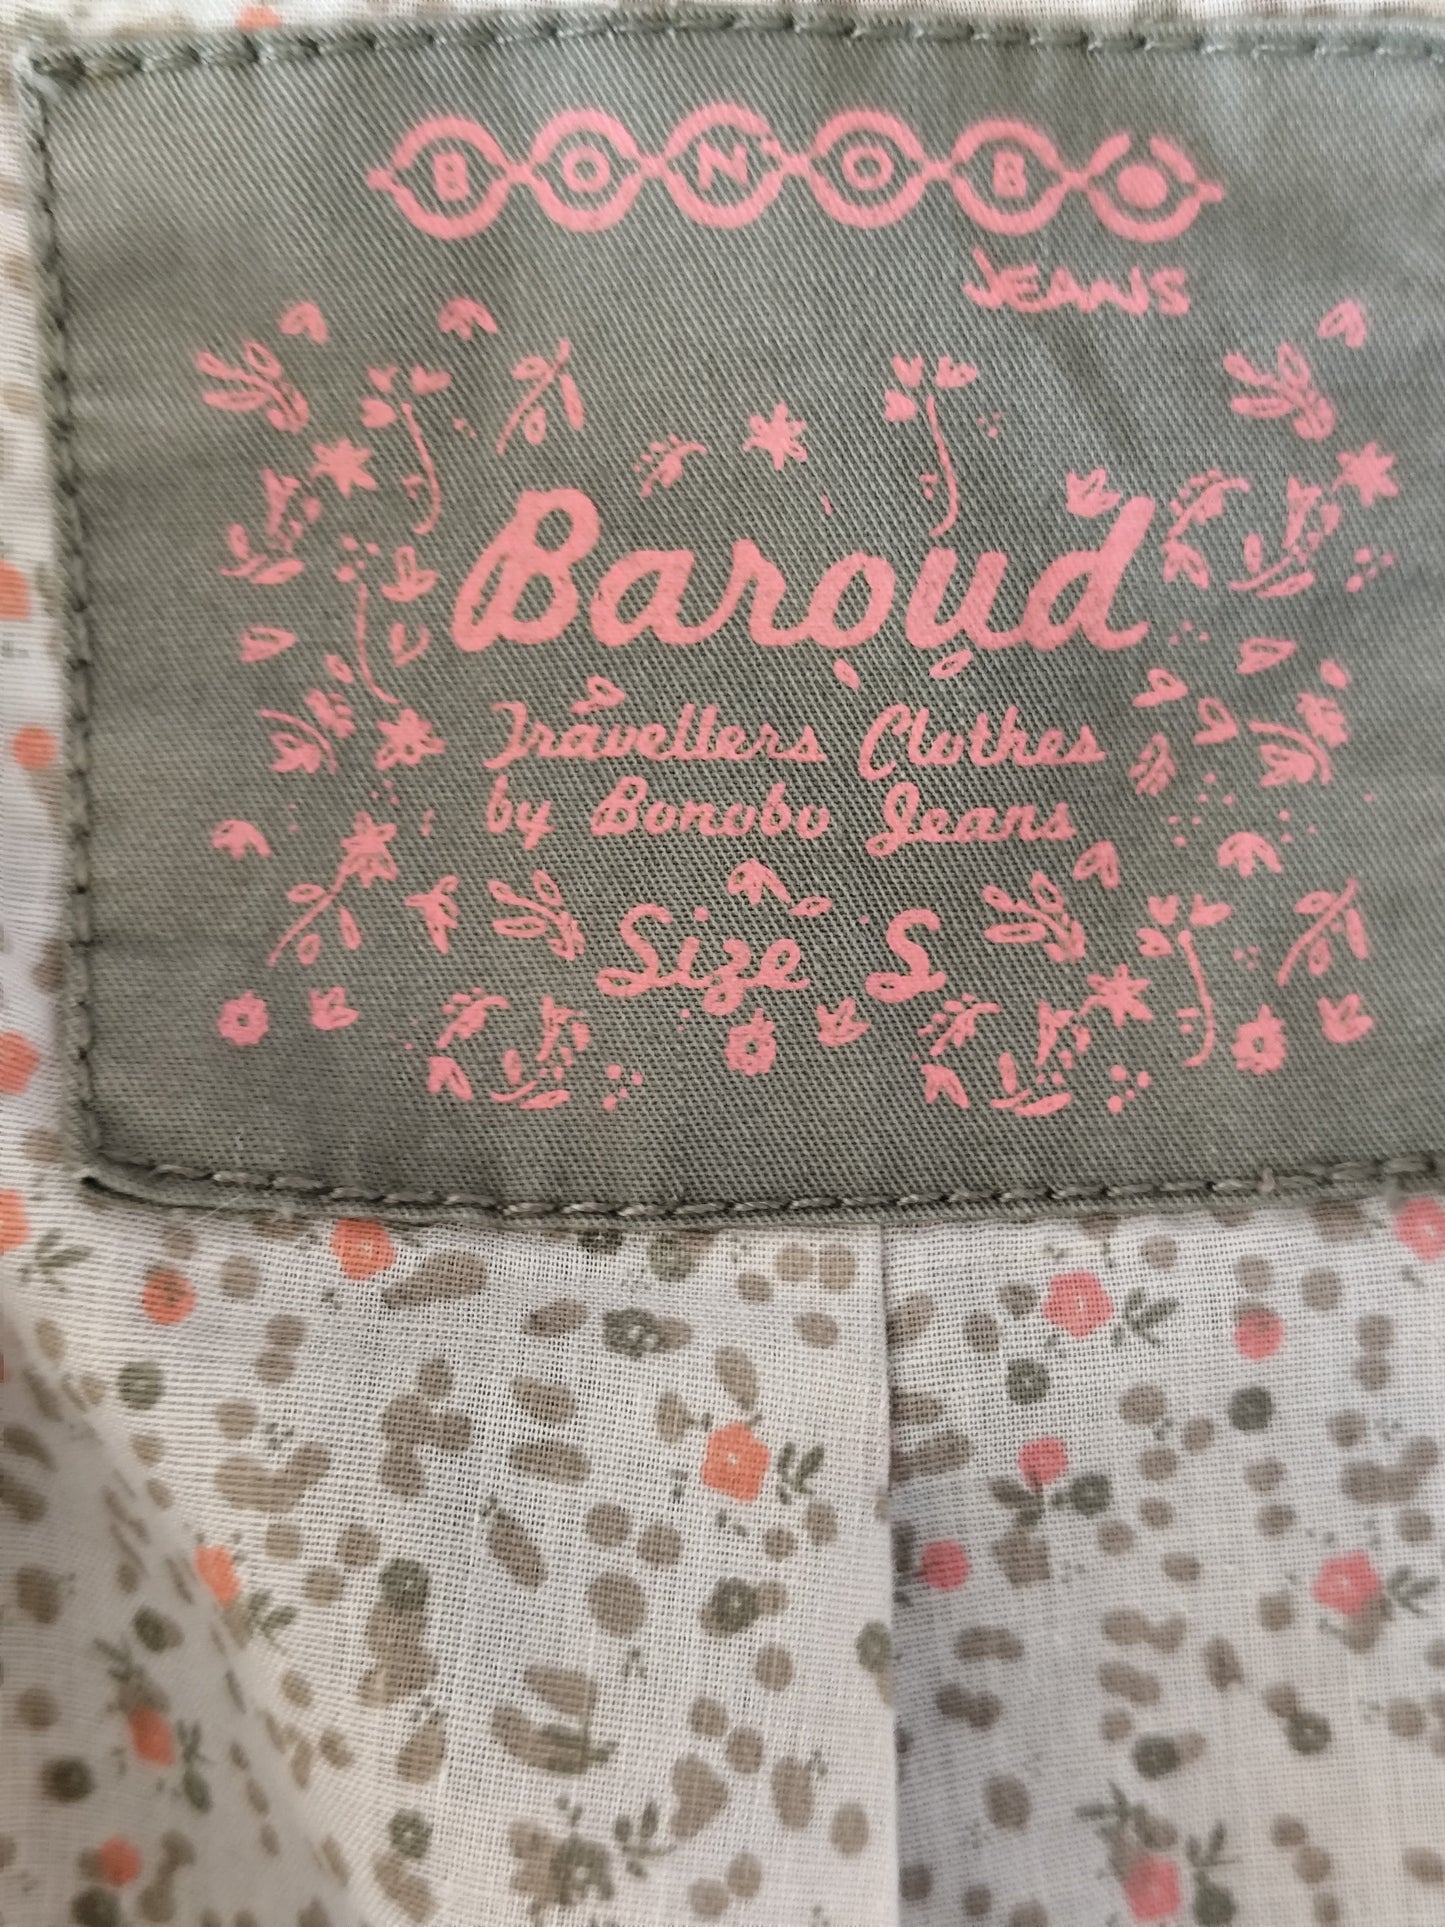 BONOBO
JEANS
Baroud
Travellers Clothes
by Bonobo Jeans
Size S